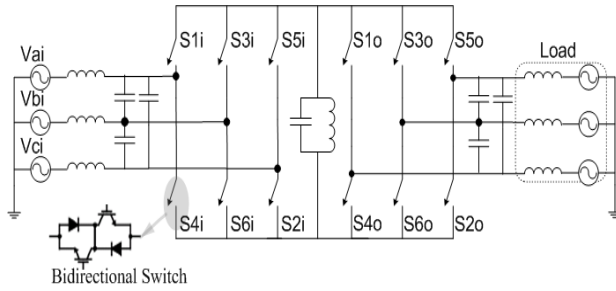 S1i S3i S5i S1o S3o S5o
Load
Vai
Vbi
Vci
S4i S6i S2i S4o S6o S2o
Bidirectional Switch